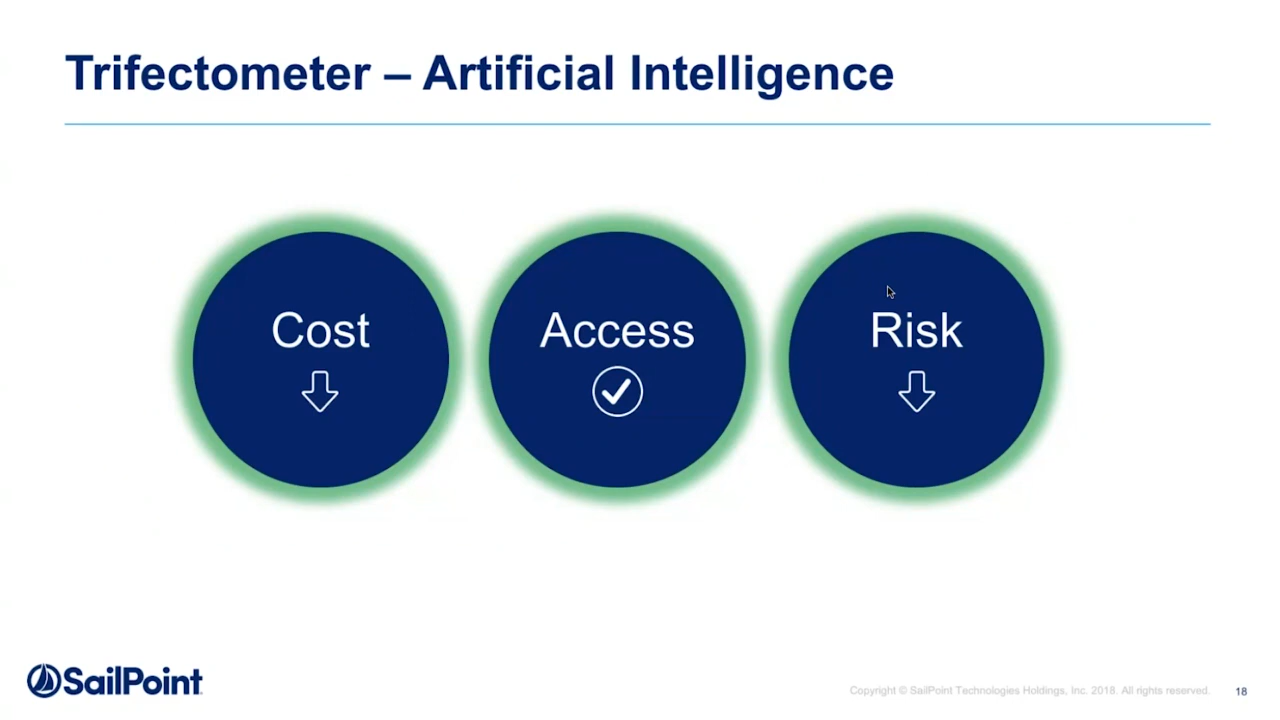 Trifectometer – Artificial Intelligence
Cost
Access
Risk
SailPoint
Copyright © SailPoint Technologies Holdings, Inc. 2018. All rights reserved.
18